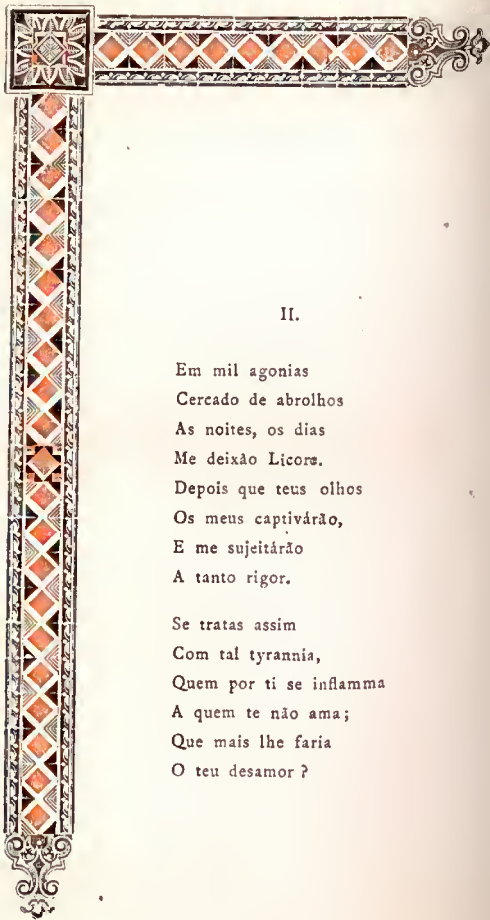 II.
Em mil agonias
Cercado de abrolhos
As noites, os dias
Me deixão Licore.
Depois que teus olhos
Os meus captivárão,
E me sujeitárão
A tanto rigor.
Se tratas assim
Com tal tyrannia,
Quem por ti se inflamma
A quem te não ama;
Que mais lhe faria
O teu desamor ?